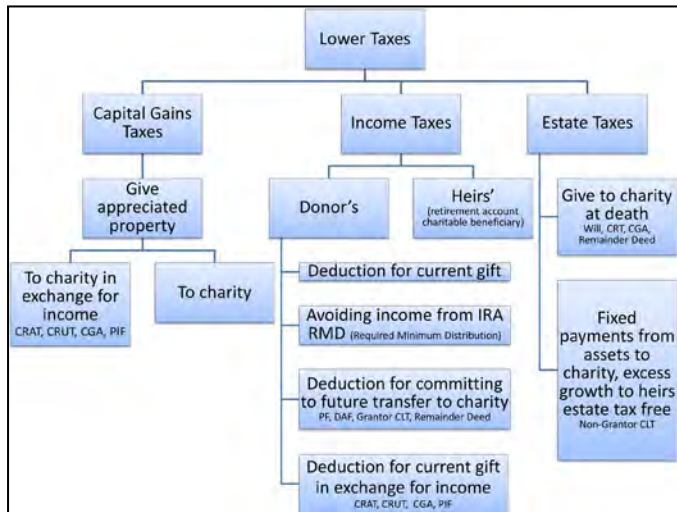 Lower Taxes
Capital Gains
Taxes
Income Taxes
Estate Taxes
Give
appreciated
property
Donor's
Heirs'
(retirement account
charitable beneficiary)
Give to charity
at death
Will, CRT, CGA,
Remainder Deed
To charity in
exchange for
income
CRAT, CRUT, CGA, PIF
To charity
Deduction for current gift
Avoiding income from IRA
RMD (Required Minimum Distribution)
Deduction for committing
to future transfer to charity
PF, DAF, Grantor CLT, Remainder Deed
Deduction for current gift
in exchange for income
CRAT, CRUT, CGA, PIF
Fixed
payments from
assets to
charity, excess
growth to heirs
estate tax free
Non-Grantor CLT